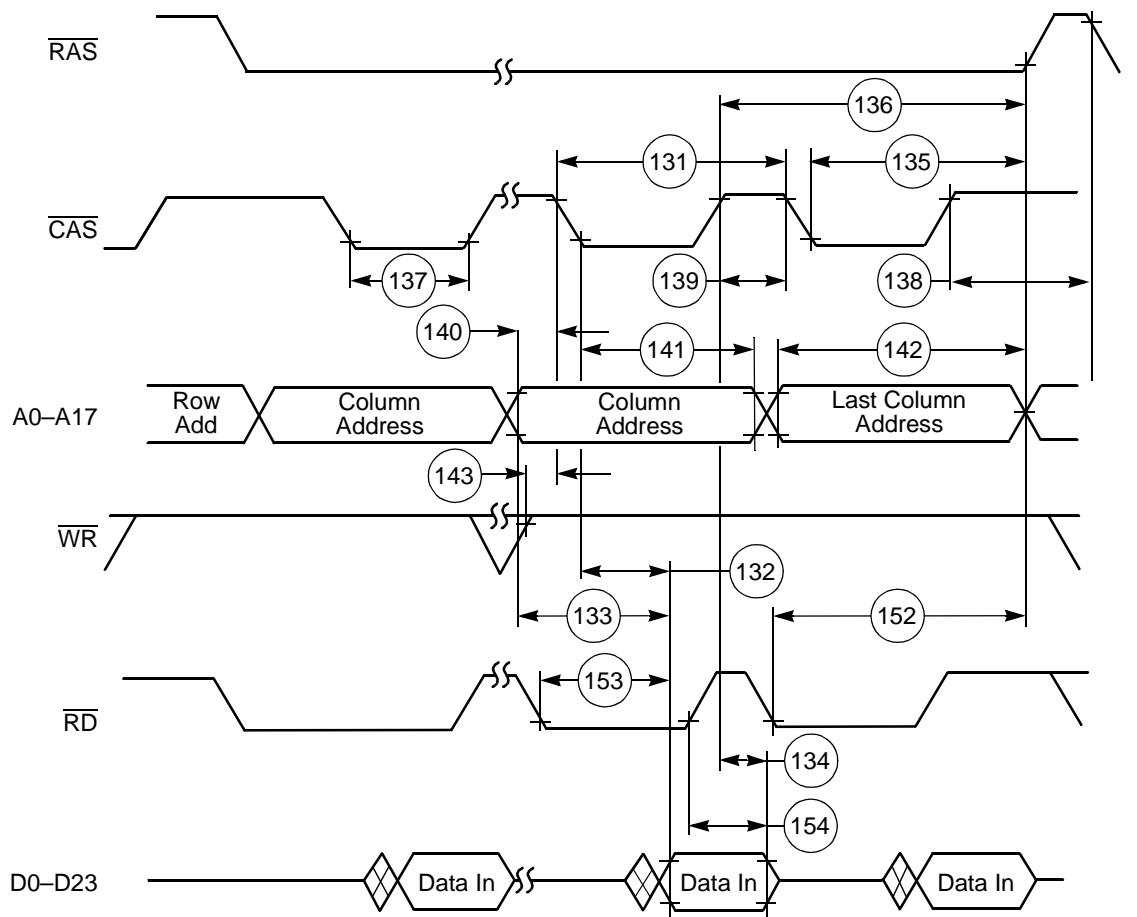 RAS
136
131
135
CAS
137
139
138
140
141
142
A0–A17
Row
Add
Column
Address
Column
Address
Last Column
Address
143
WR
132
133
152
153
RD
134
154
D0–D23
Data In
Data In
Data In